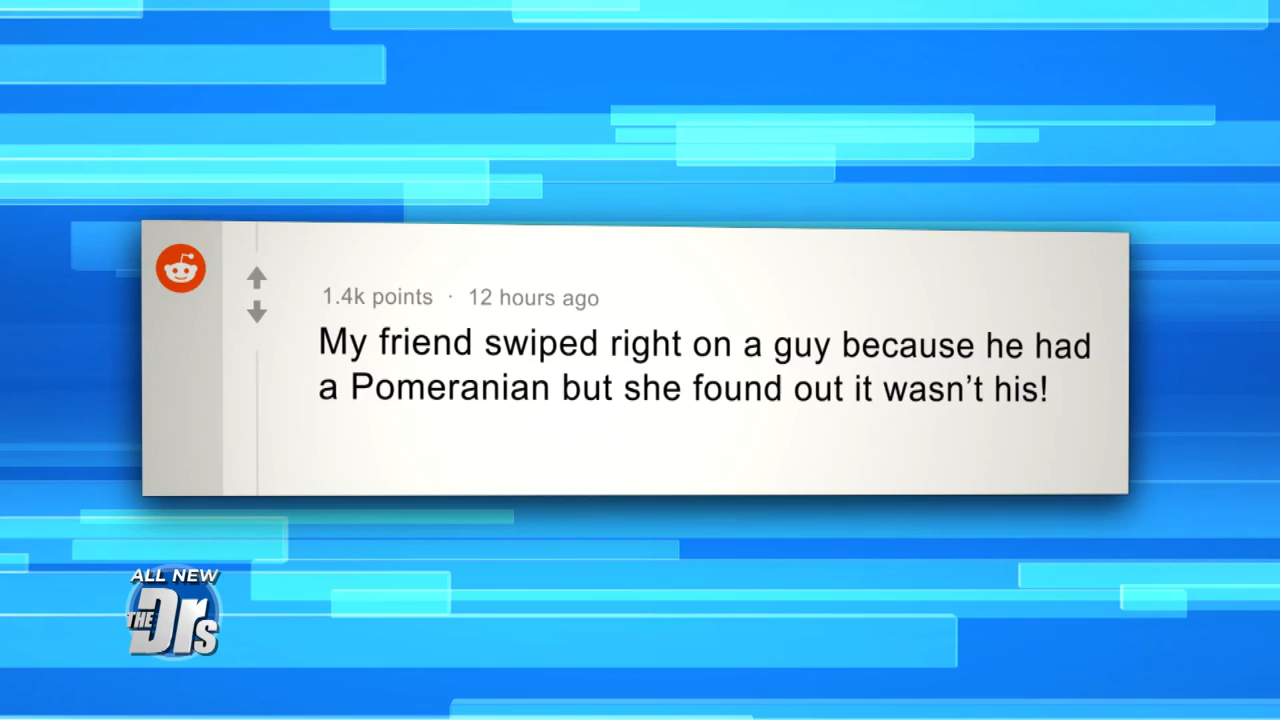 1.4k points · 12 hours ago
My friend swiped right on a guy because he had
a Pomeranian but she found out it wasn’t his!
ALL NEW
THE Drs